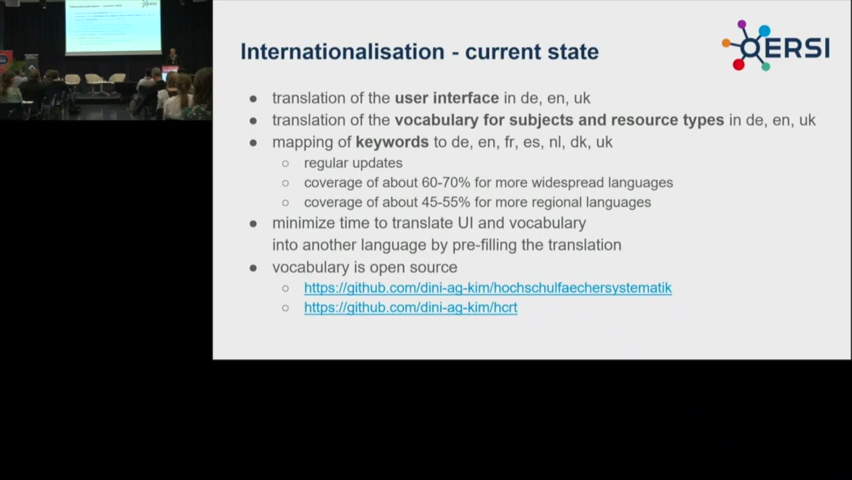 Internationalisation - current state
OERSI
● translation of the user interface in de, en, uk
● translation of the vocabulary for subjects and resource types in de, en, uk
● mapping of keywords to de, en, fr, es, nl, dk, uk
○ regular updates
○ coverage of about 60-70% for more widespread languages
○ coverage of about 45-55% for more regional languages
● minimize time to translate UI and vocabulary
into another language by pre-filling the translation
● vocabulary is open source
○ https://github.com/dini-ag-kim/hochschulfaechersystematik
○ https://github.com/dini-ag-kim/hcrt